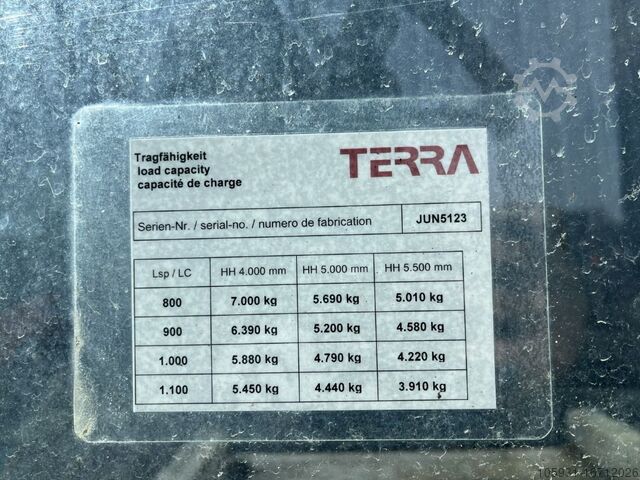 Tragfähigkeit
load capacity
capacité de charge
TERRA
Serien-Nr. / serial-no. / numero de fabrication JUN5123
Lsp / LC HH 4.000 mm HH 5.000 mm HH 5.500 mm
800 7.000 kg 5.690 kg 5.010 kg
900 6.390 kg 5.200 kg 4.580 kg
1.000 5.880 kg 4.790 kg 4.220 kg
1.100 5.450 kg 4.440 kg 3.910 kg